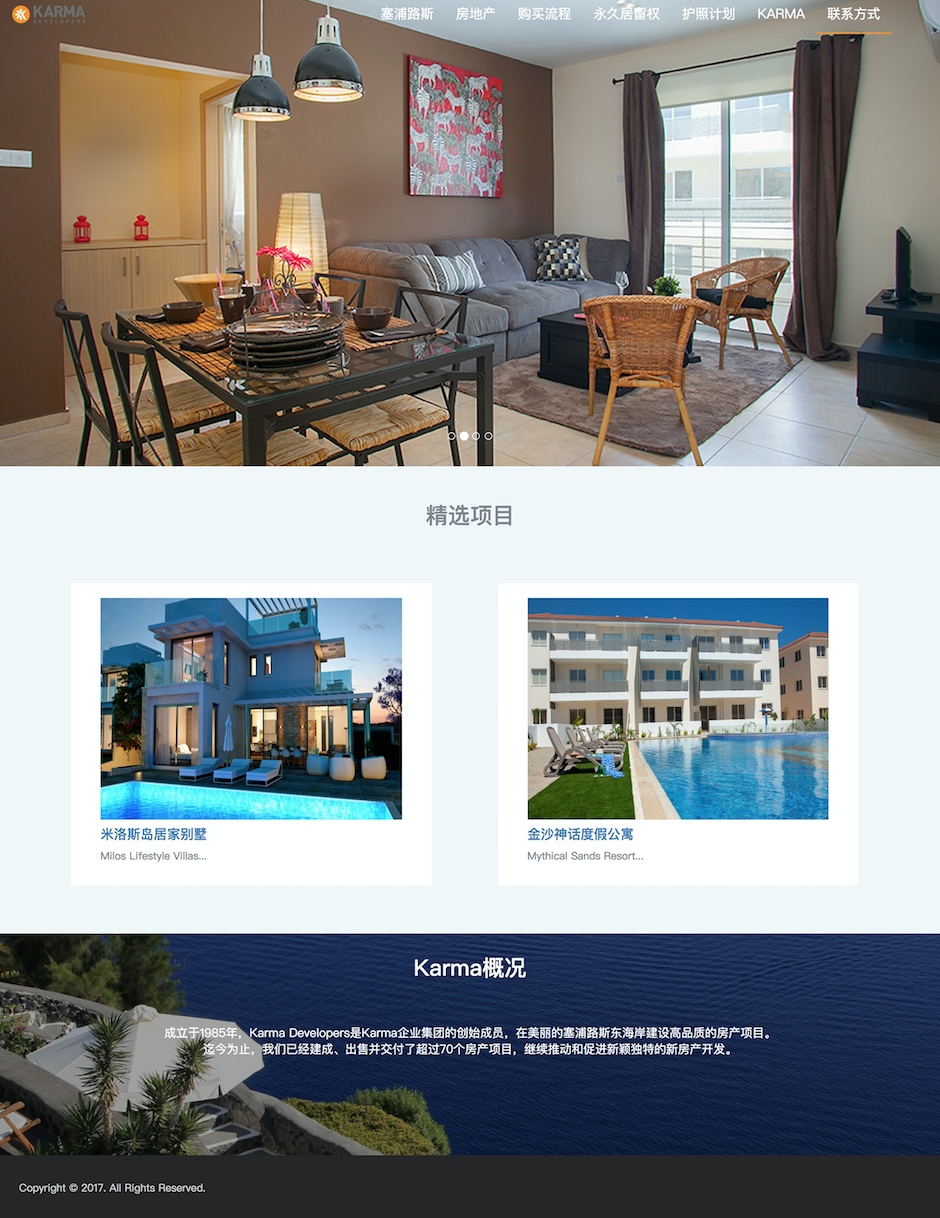 KARMA
DEVELOPERS
塞浦路斯 房地产 购买流程 永久居留权 护照计划 KARMA 联系方式
精选项目
米洛斯岛居家别墅
Milos Lifestyle Villas...
金沙神话度假公寓
Mythical Sands Resort...
Karma概况
成立于1985年，Karma Developers是Karma企业集团的创始成员，在美丽的塞浦路斯东海岸建设高品质的房产项目。
迄今为止，我们已经建成、出售并交付了超过70个房产项目，继续推动和促进新颖独特的新房产开发。
Copyright © 2017. All Rights Reserved.